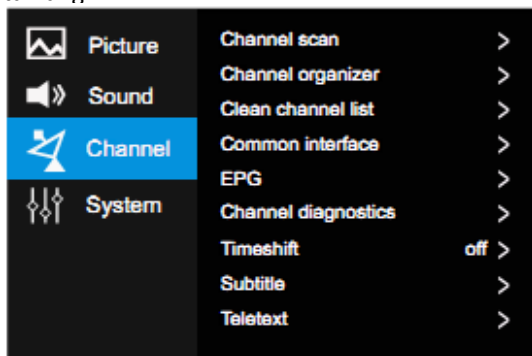 Picture
Sound
Channel
System
Channel scan >
Channel organizer >
Clean channel list >
Common interface >
EPG >
Channel diagnostics >
Timeshift off >
Subtitle >
Teletext >